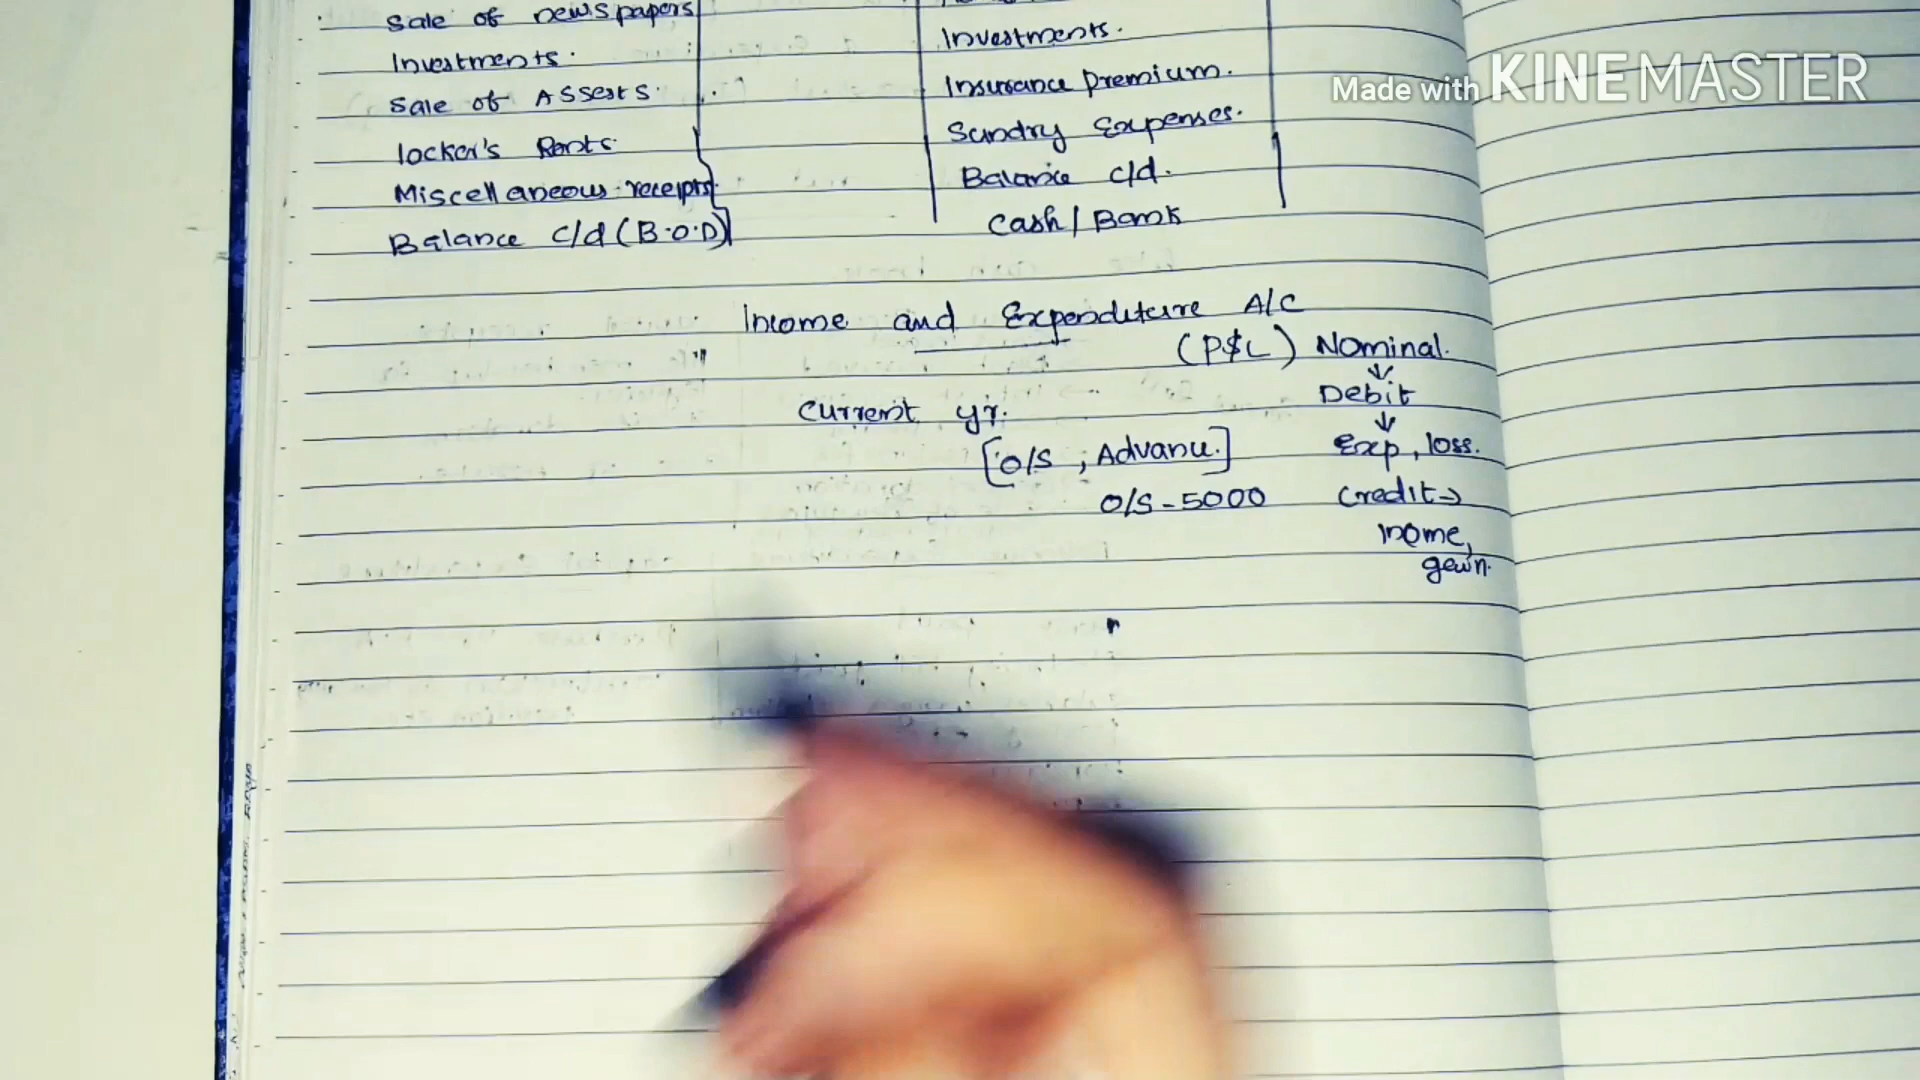 Sale of newspapers
Investments.
Sale of Assests.
locker's Rents.
Miscellaneous receipts.
Balance c/d (B.O.D)
Investments.
Insurance premium.
Sundry Expenses.
Balance c/d.
Cash / Bank
Made with KINEMASTER
Income and Expenditure A/C
(P&L) Nominal.
Debit
Current yr.
Exp, loss.
[O/S, Advance.]
O/S - 5000
Credit →
Income,
gain.